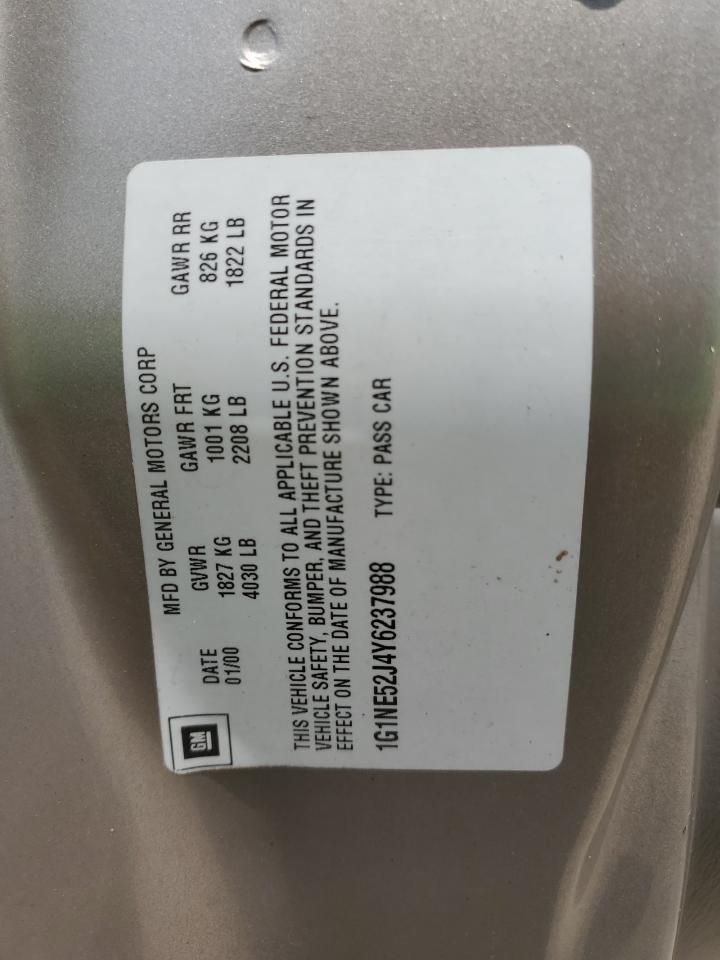 GM
MFD BY GENERAL MOTORS CORP
DATE GVWR GAWR FRT GAWR RR
01/00 1827 KG 1001 KG 826 KG
4030 LB 2208 LB 1822 LB
THIS VEHICLE CONFORMS TO ALL APPLICABLE U.S. FEDERAL MOTOR
VEHICLE SAFETY, BUMPER, AND THEFT PREVENTION STANDARDS IN
EFFECT ON THE DATE OF MANUFACTURE SHOWN ABOVE.
1G1NE52J4Y6237988 TYPE: PASS CAR